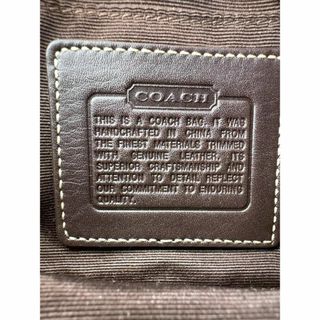 COACH
THIS IS A COACH BAG. IT WAS
HANDCRAFTED IN CHINA FROM
THE FINEST MATERIALS TRIMMED
WITH GENUINE LEATHER. ITS
SUPERIOR CRAFTSMANSHIP AND
ATTENTION TO DETAIL REFLECT
OUR COMMITMENT TO ENDURING
QUALITY.